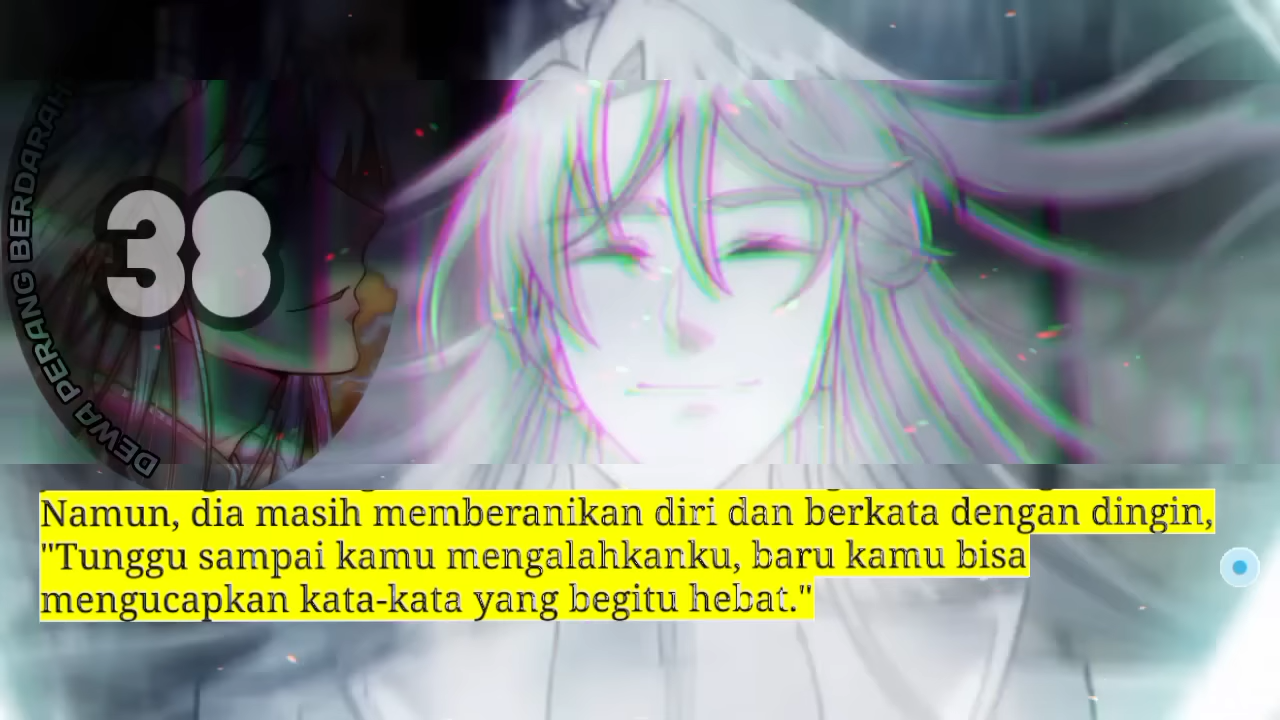 38
DEWA PERANG BERDARAH
Namun, dia masih memberanikan diri dan berkata dengan dingin,
"Tunggu sampai kamu mengalahkanku, baru kamu bisa
mengucapkan kata-kata yang begitu hebat."